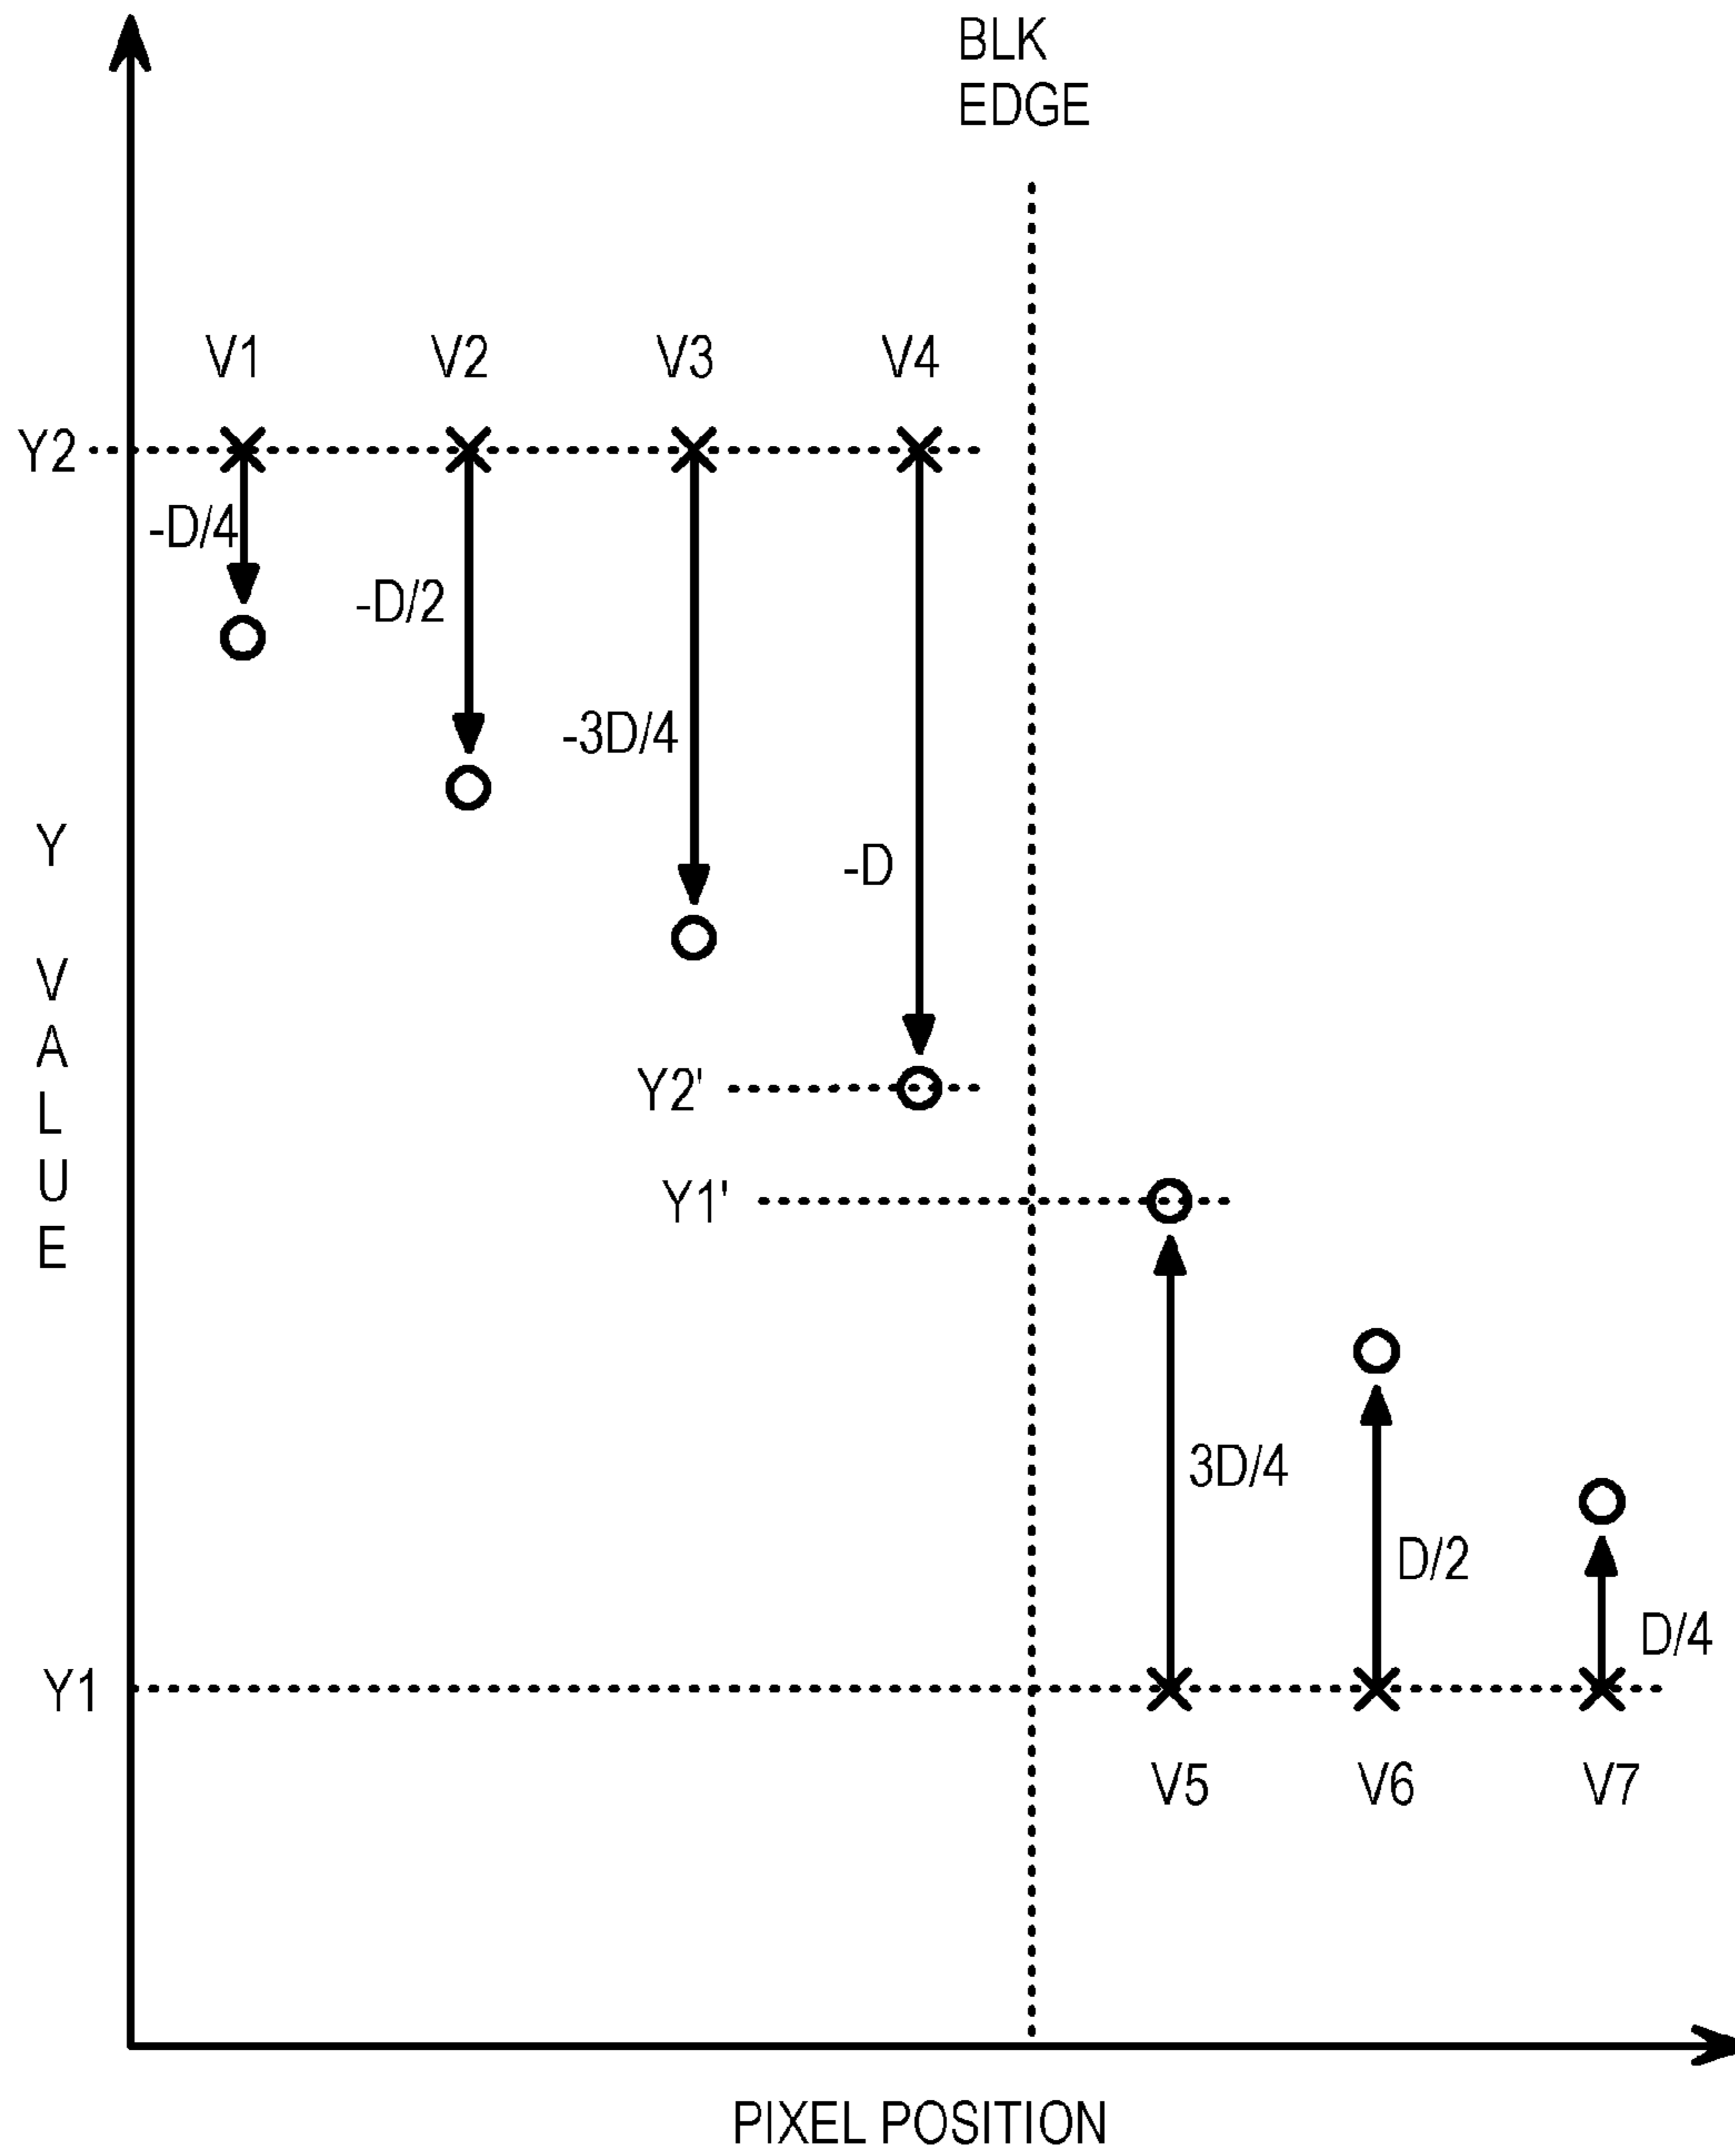 BLK
EDGE
V1 V2 V3 V4
Y2
-D/4
-D/2
-3D/4
-D
Y VALUE
Y2'
Y1'
3D/4
D/2
D/4
Y1
V5 V6 V7
PIXEL POSITION